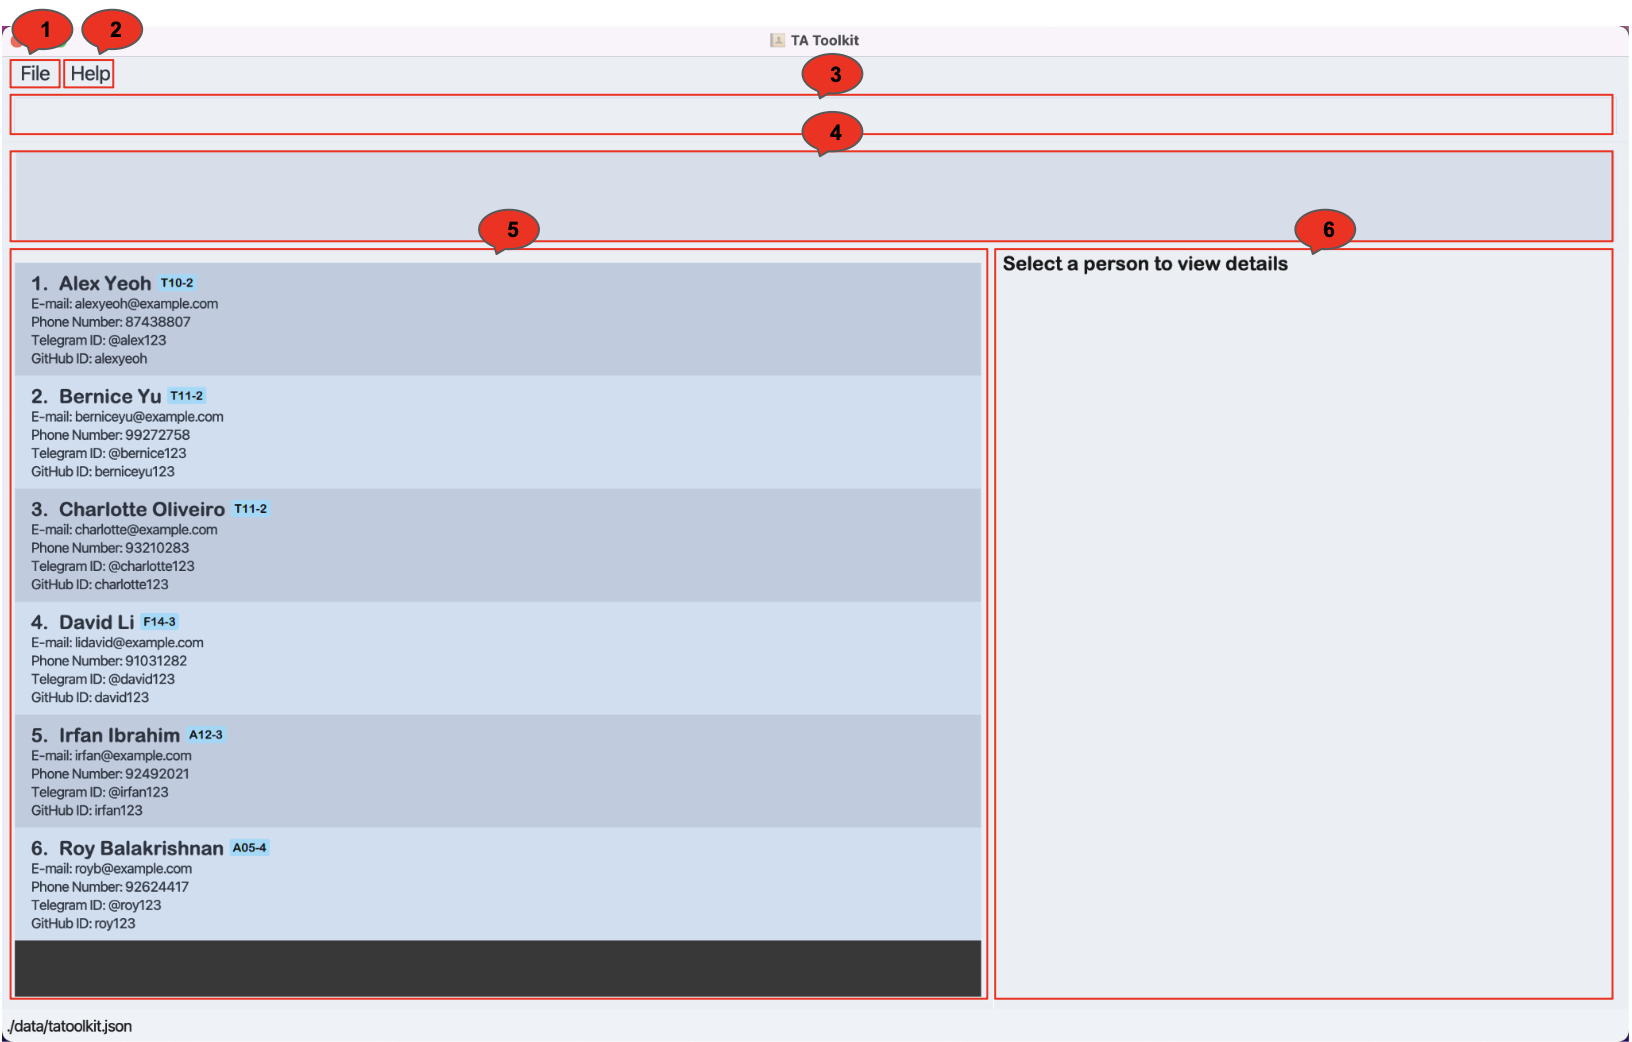 1
2
TA Toolkit
File
Help
3
4
5
6
Select a person to view details
1. Alex Yeoh T10-2
E-mail: alexyeoh@example.com
Phone Number: 87438807
Telegram ID: @alex123
GitHub ID: alexyeoh
2. Bernice Yu T11-2
E-mail: berniceyu@example.com
Phone Number: 99272758
Telegram ID: @bernice123
GitHub ID: berniceyu123
3. Charlotte Oliveiro T11-2
E-mail: charlotte@example.com
Phone Number: 93210283
Telegram ID: @charlotte123
GitHub ID: charlotte123
4. David Li F14-3
E-mail: lidavid@example.com
Phone Number: 91031282
Telegram ID: @david123
GitHub ID: david123
5. Irfan Ibrahim A12-3
E-mail: irfan@example.com
Phone Number: 92492021
Telegram ID: @irfan123
GitHub ID: irfan123
6. Roy Balakrishnan A05-4
E-mail: royb@example.com
Phone Number: 92624417
Telegram ID: @roy123
GitHub ID: roy123
./data/tatoolkit.json